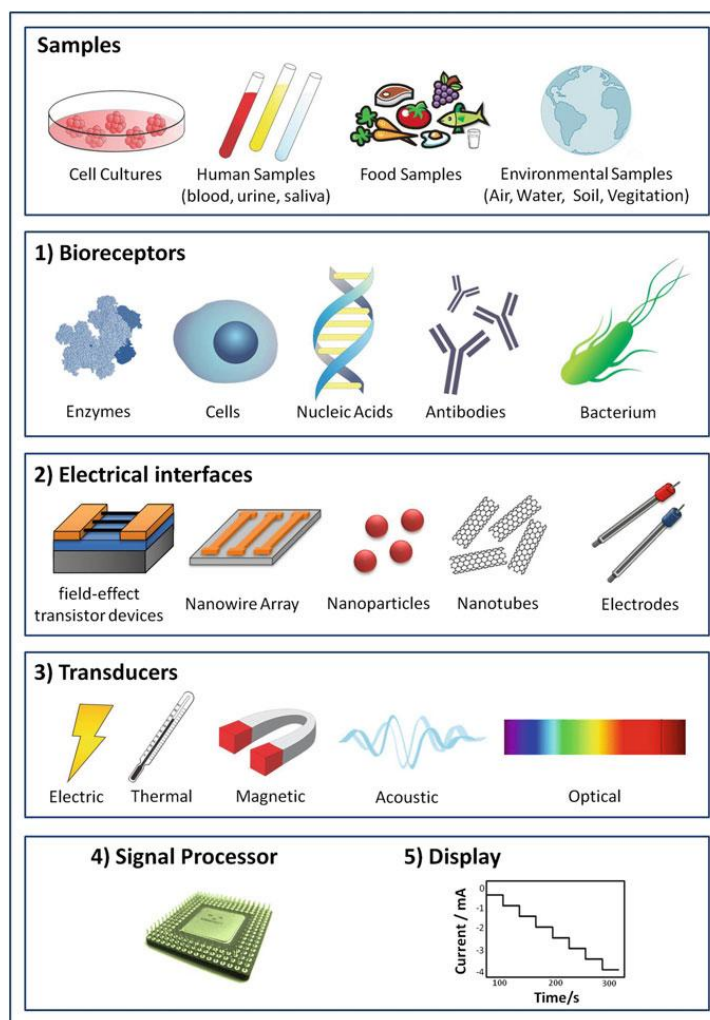 Samples
Cell Cultures
Human Samples
(blood, urine, saliva)
Food Samples
Environmental Samples
(Air, Water, Soil, Vegitation)
1) Bioreceptors
Enzymes
Cells
Nucleic Acids
Antibodies
Bacterium
2) Electrical interfaces
field-effect
transistor devices
Nanowire Array
Nanoparticles
Nanotubes
Electrodes
3) Transducers
Electric
Thermal
Magnetic
Acoustic
Optical
4) Signal Processor
5) Display
Current / mA
0
-1
-2
-3
-4
100
200
300
Time/s